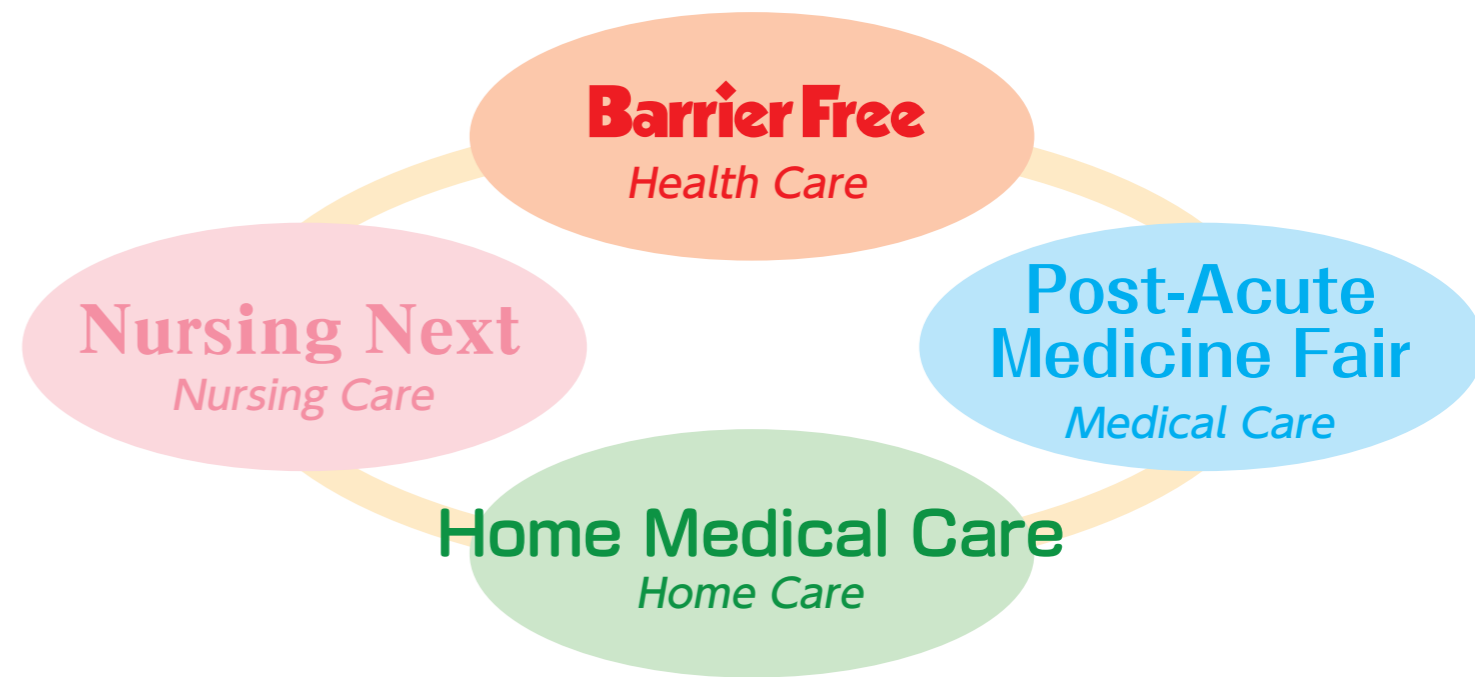 Barrier Free
Health Care
Nursing Next
Nursing Care
Post-Acute
Medicine Fair
Medical Care
Home Medical Care
Home Care